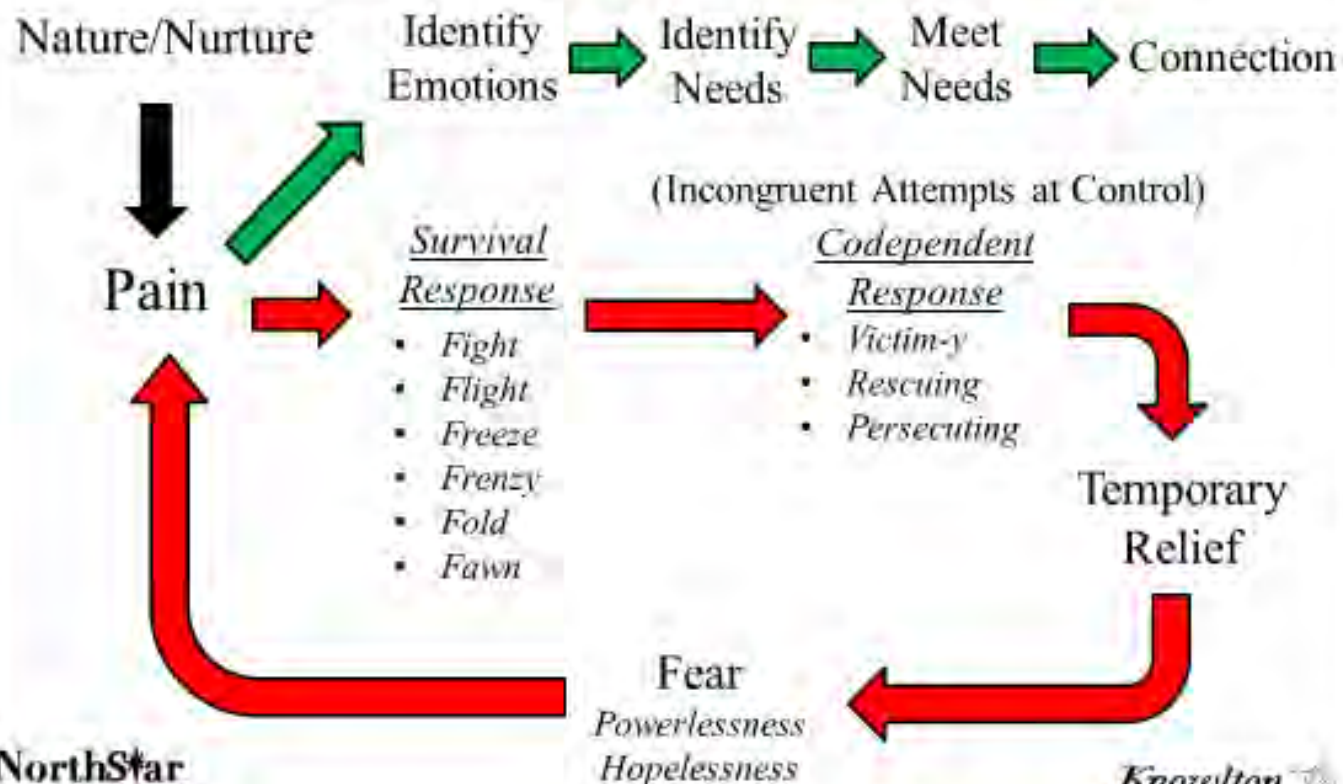 Nature/Nurture
Identify
Emotions
Identify
Needs
Meet
Needs
Connection
(Incongruent Attempts at Control)
Pain
Survival
Response
• Fight
• Flight
• Freeze
• Frenzy
• Fold
• Fawn
Codependent
Response
• Victim-y
• Rescuing
• Persecuting
Temporary
Relief
Fear
Powerlessness
Hopelessness
NorthStar